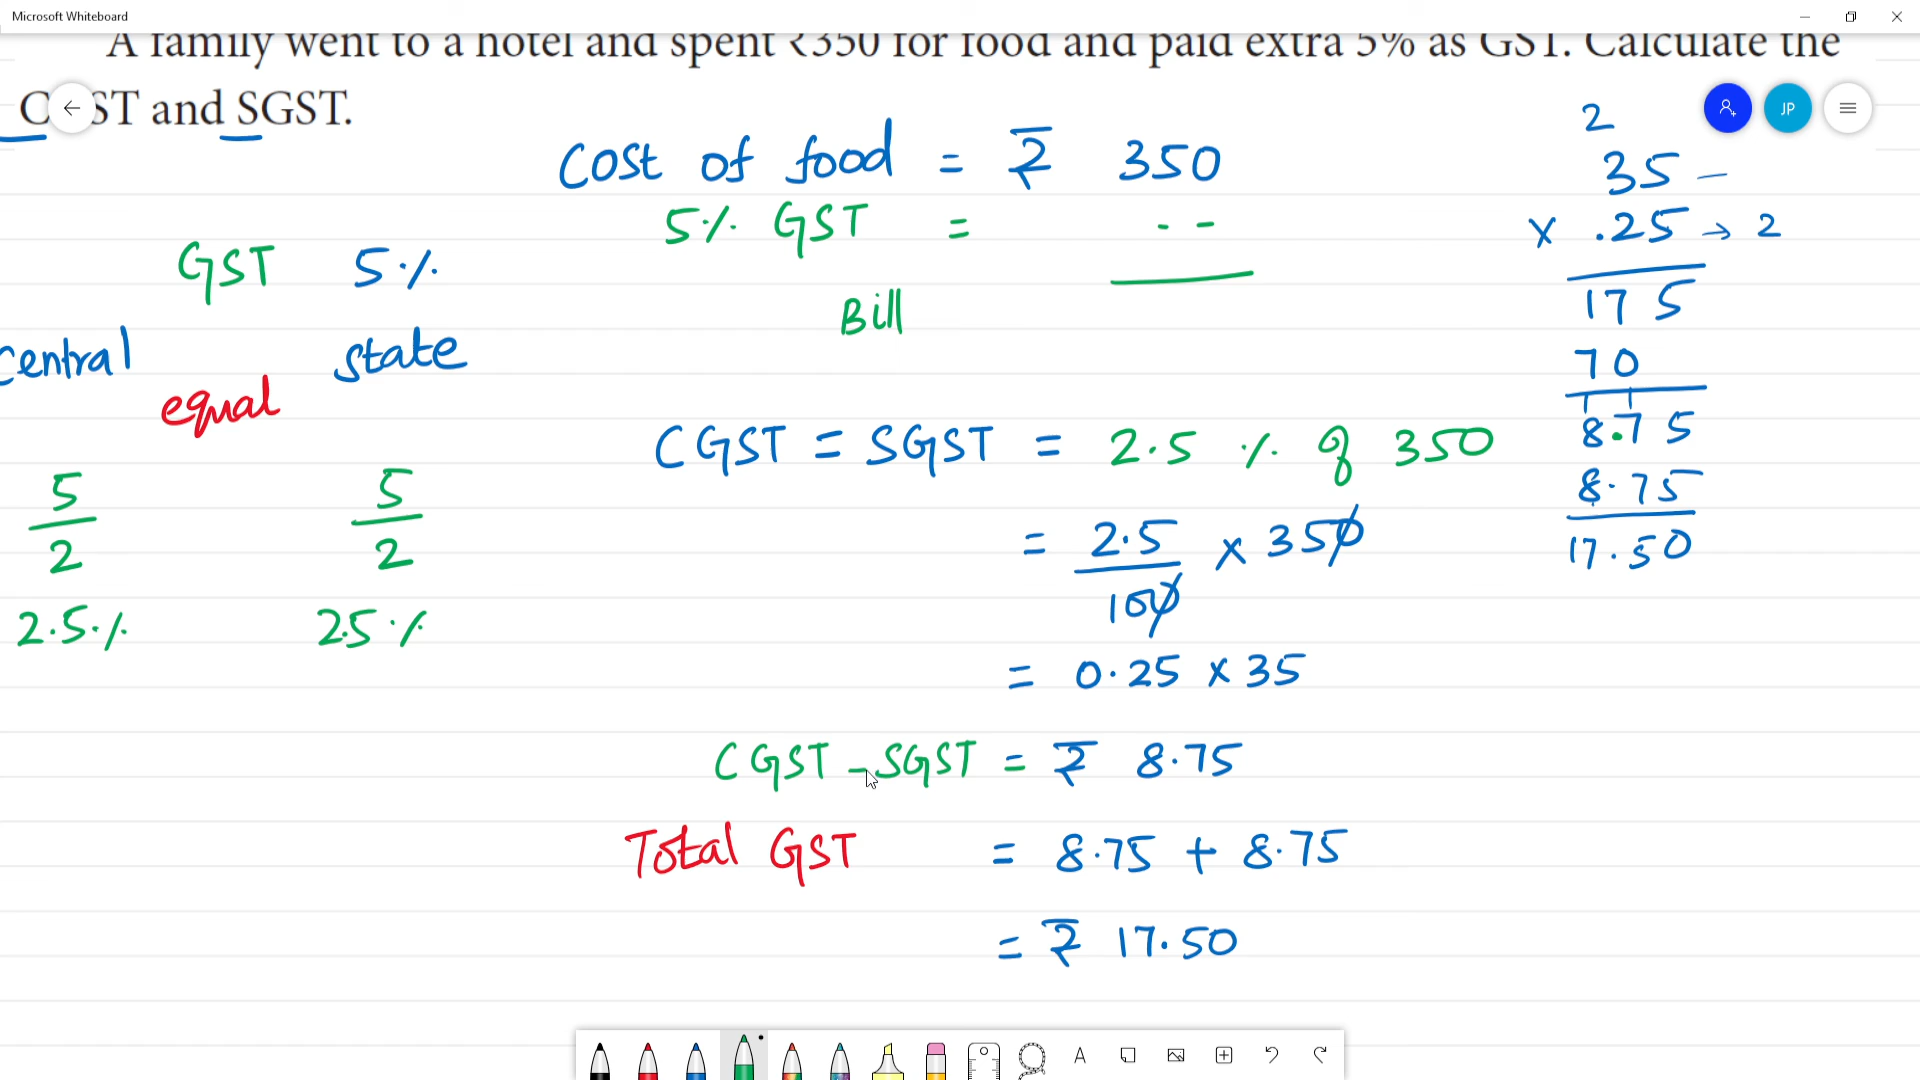 Microsoft Whiteboard
A family went to a hotel and spent ₹350 for food and paid extra 5% as GST. Calculate the
C ST and SGST.
JP
Cost of food = ₹ 350
5% GST = --
Bill
GST 5%
Central state
equal
5/2 5/2
2.5% 25%
CGST = SGST = 2.5 % of 350
= 2.5/100 x 350
= 0.25 x 35
CGST -SGST = ₹ 8.75
Total GST = 8.75 + 8.75
= ₹ 17.50
2
35 -
x .25 → 2
17 5
70
8.75
8.75
17.50
A